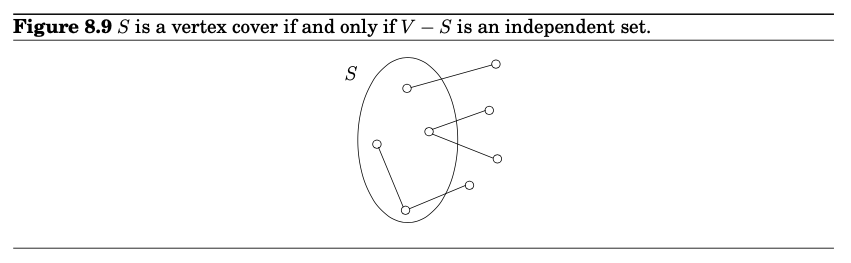 Figure 8.9 S is a vertex cover if and only if V − S is an independent set.
S